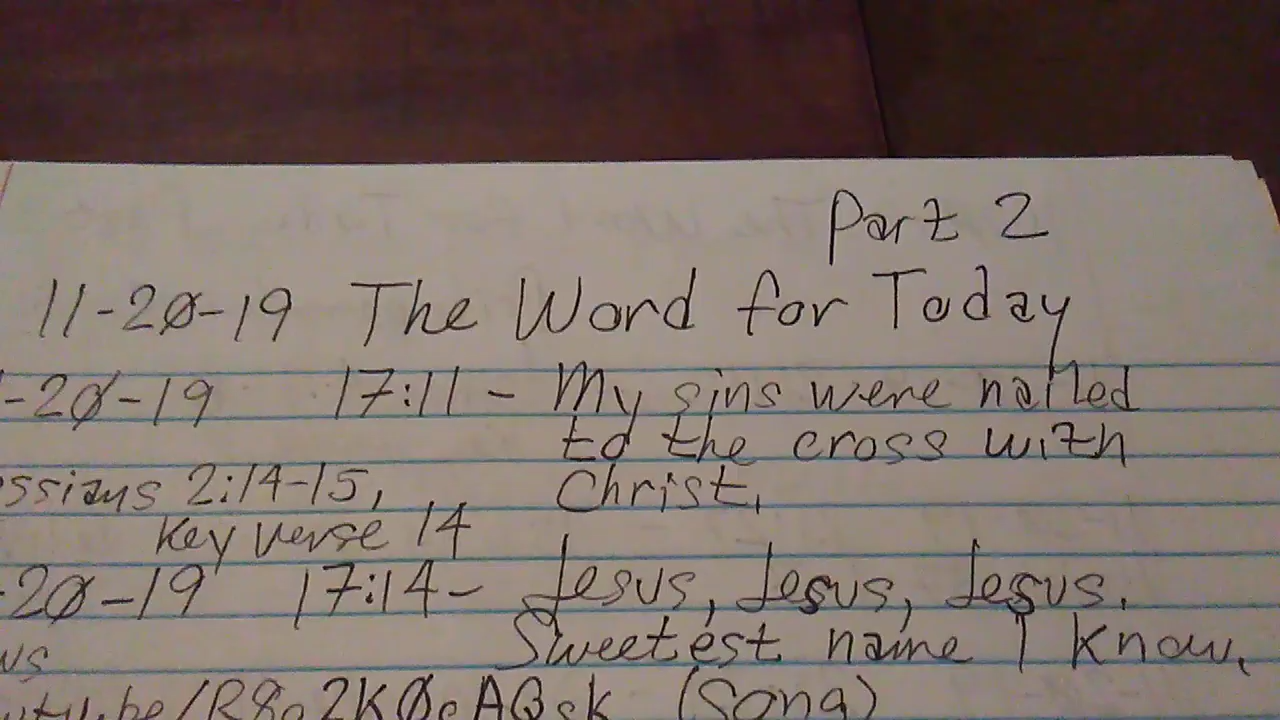 Part 2
11-20-19 The Word for Today
-20-19 17:11 - My sins were nailed
to the cross with
ssians 2:14-15, Christ.
Key verse 14
-20-19 17:14- Jesus, Jesus, Jesus.
Sweetest name I know.
(Song)